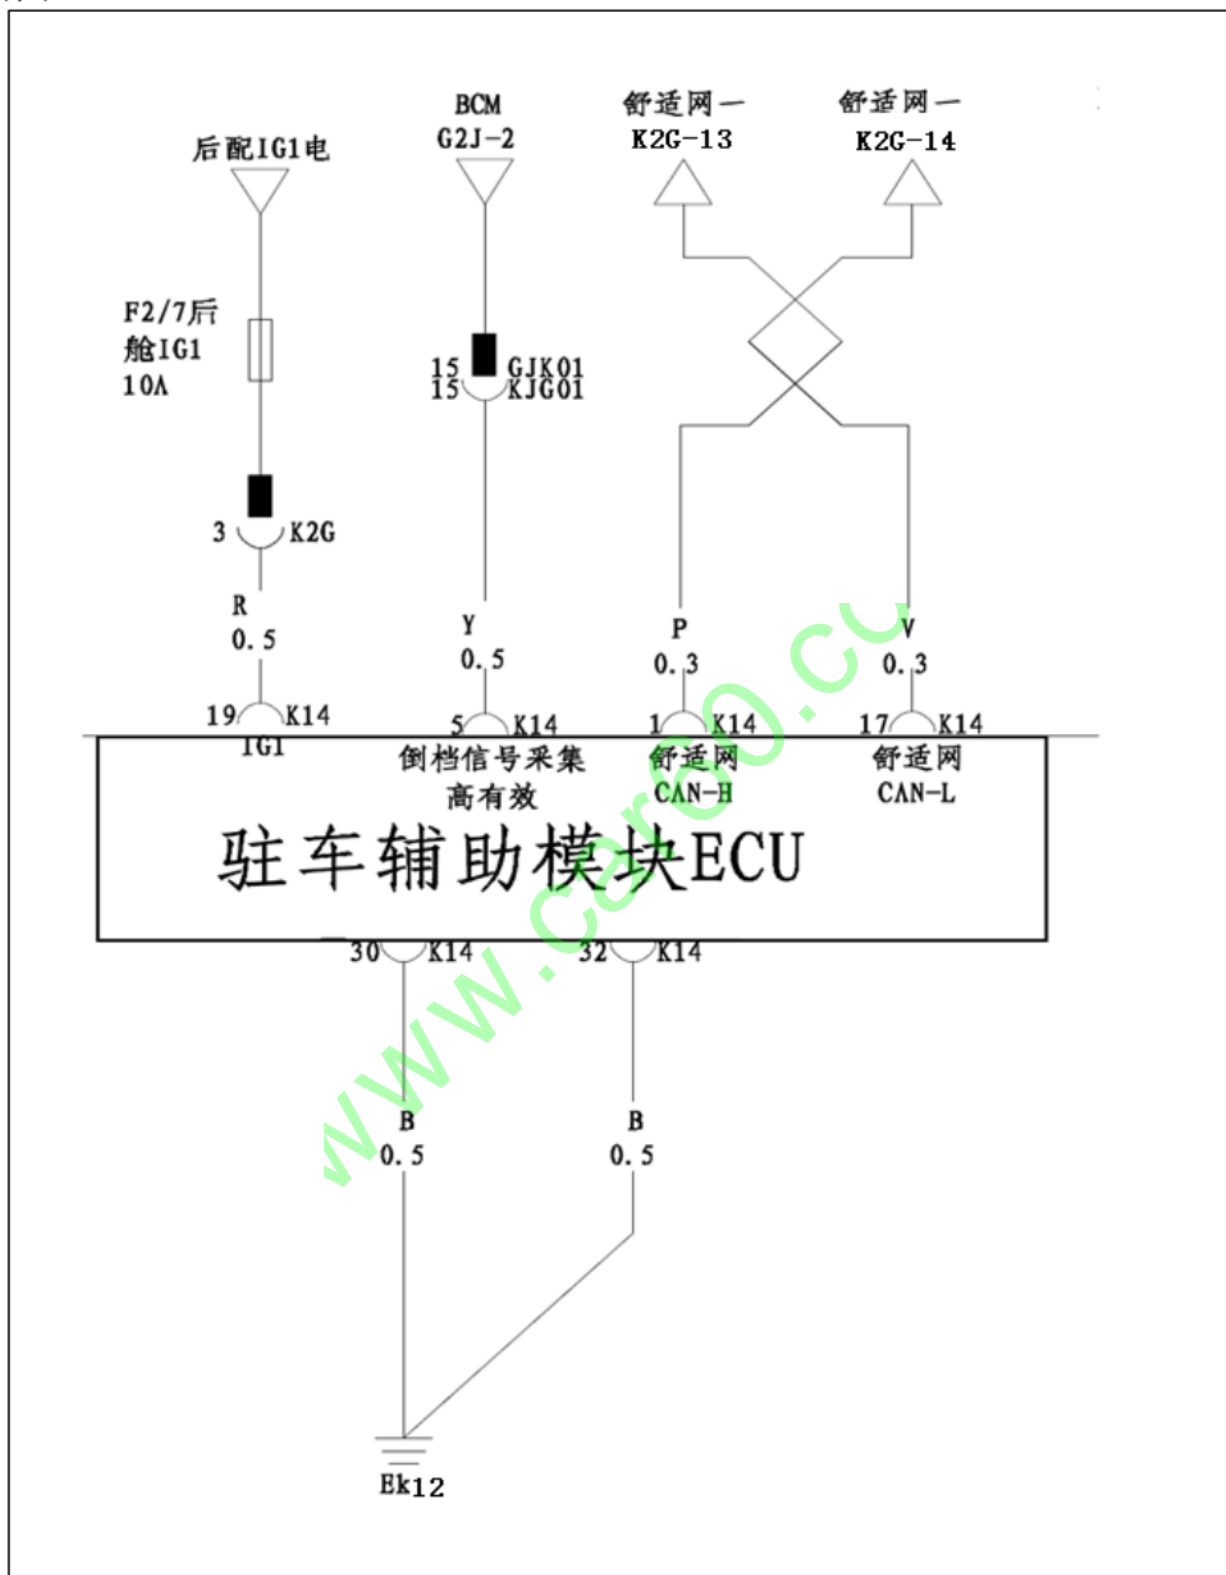 BCM
G2J-2
舒适网一
K2G-13
舒适网一
K2G-14
后配IG1电
F2/7后
舱IG1
10A
15 GJK01
15 KJG01
3 K2G
R
0.5
Y
0.5
P
0.3
V
0.3
19 K14
IG1
5 K14
倒档信号采集
高有效
1 K14
舒适网
CAN-H
17 K14
舒适网
CAN-L
驻车辅助模块ECU
30 K14
32 K14
B
0.5
B
0.5
Ek12
www.car60.co